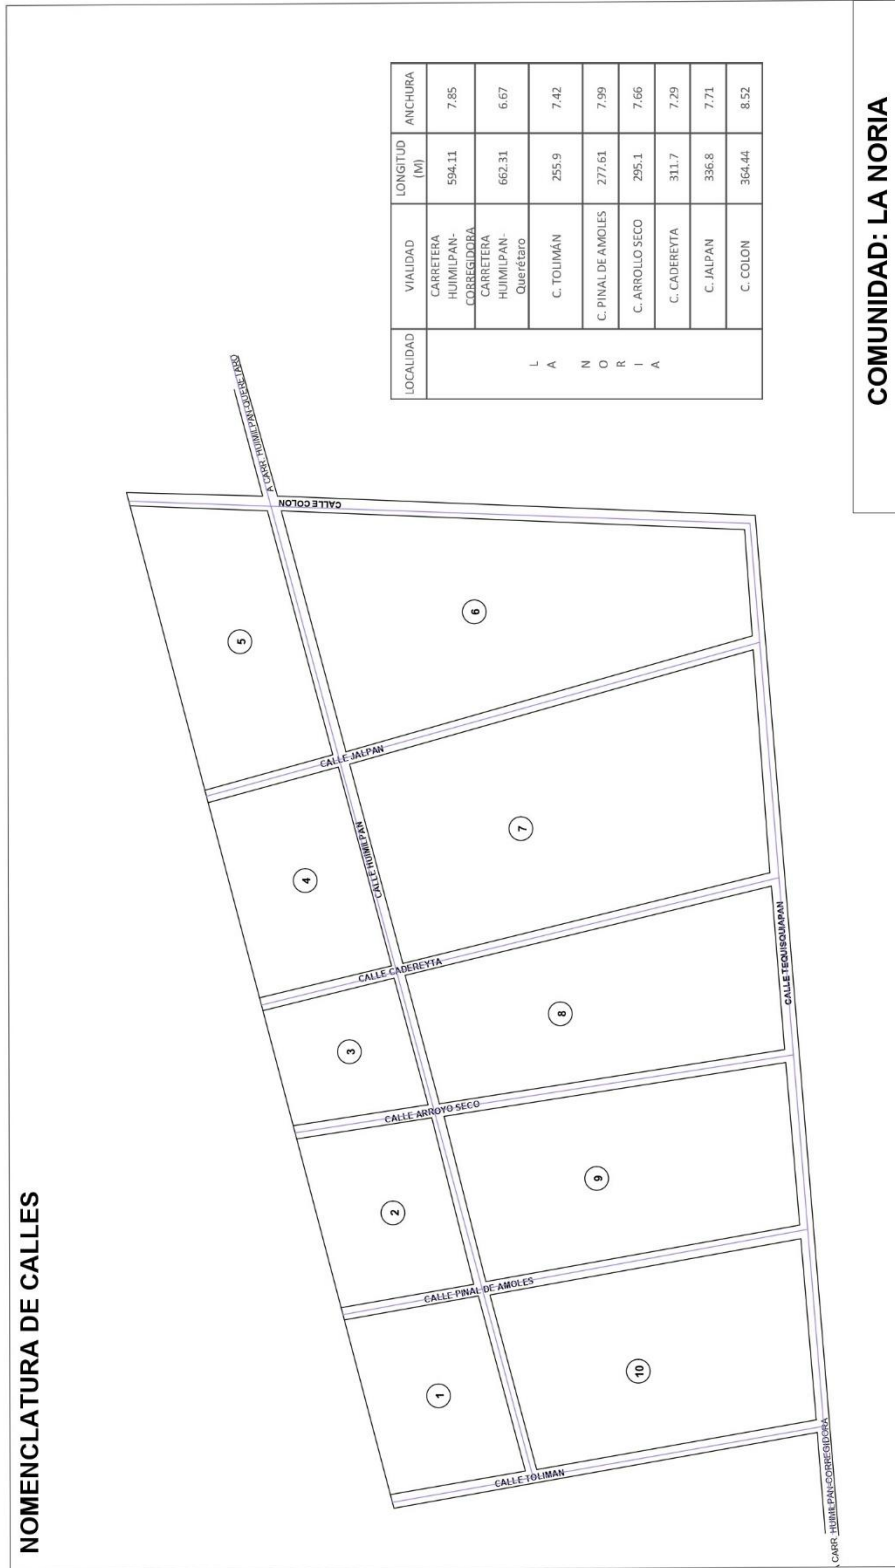 NOMENCLATURA DE CALLES
LOCALIDAD VIALIDAD LONGITUD (M) ANCHURA
LA NORIA
CARRETERA HUIMILPAN-CORREGIDORA 594.11 7.85
CARRETERA HUIMILPAN-Querétaro 662.31 6.67
C. TOLIMÁN 255.9 7.42
C. PINAL DE AMOLES 277.61 7.99
C. ARROLLO SECO 295.1 7.66
C. CADEREYTA 311.7 7.29
C. JALPAN 336.8 7.71
C. COLON 364.44 8.52
A CARR. HUIMILPAN-QUERETARO
CALLE COLON
5
6
CALLE JALPAN
4
CALLE HUIMILPAN
7
CALLE CADEREYTA
3
8
CALLE TEQUISQUIAPAN
CALLE ARROYO SECO
2
9
CALLE PINAL DE AMOLES
1
10
CALLE TOLIMAN
A CARR. HUIMILPAN-CORREGIDORA
COMUNIDAD: LA NORIA